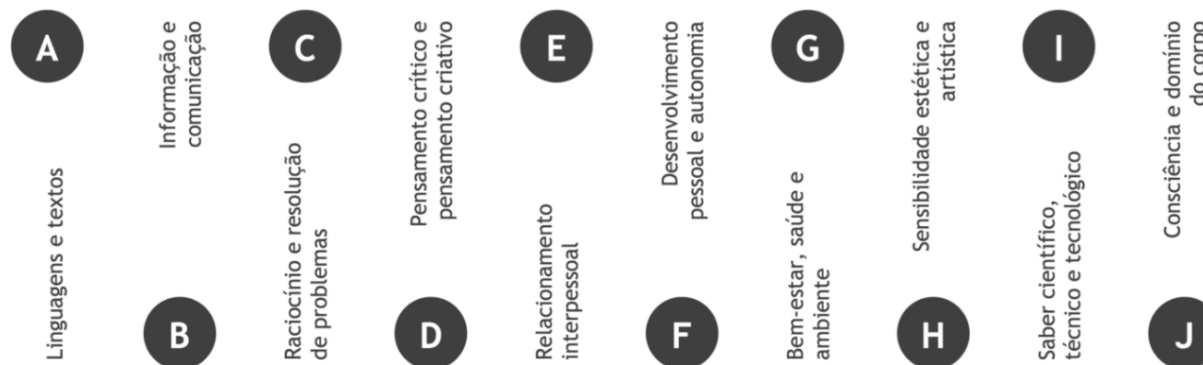 A
Linguagens e textos
Informação e
comunicação
B
C
Raciocínio e resolução
de problemas
Pensamento crítico e
pensamento criativo
D
E
Relacionamento
interpessoal
Desenvolvimento
pessoal e autonomia
F
G
Bem-estar, saúde e
ambiente
Sensibilidade estética e
artística
H
I
Saber científico,
técnico e tecnológico
Consciência e domínio
do corpo
J